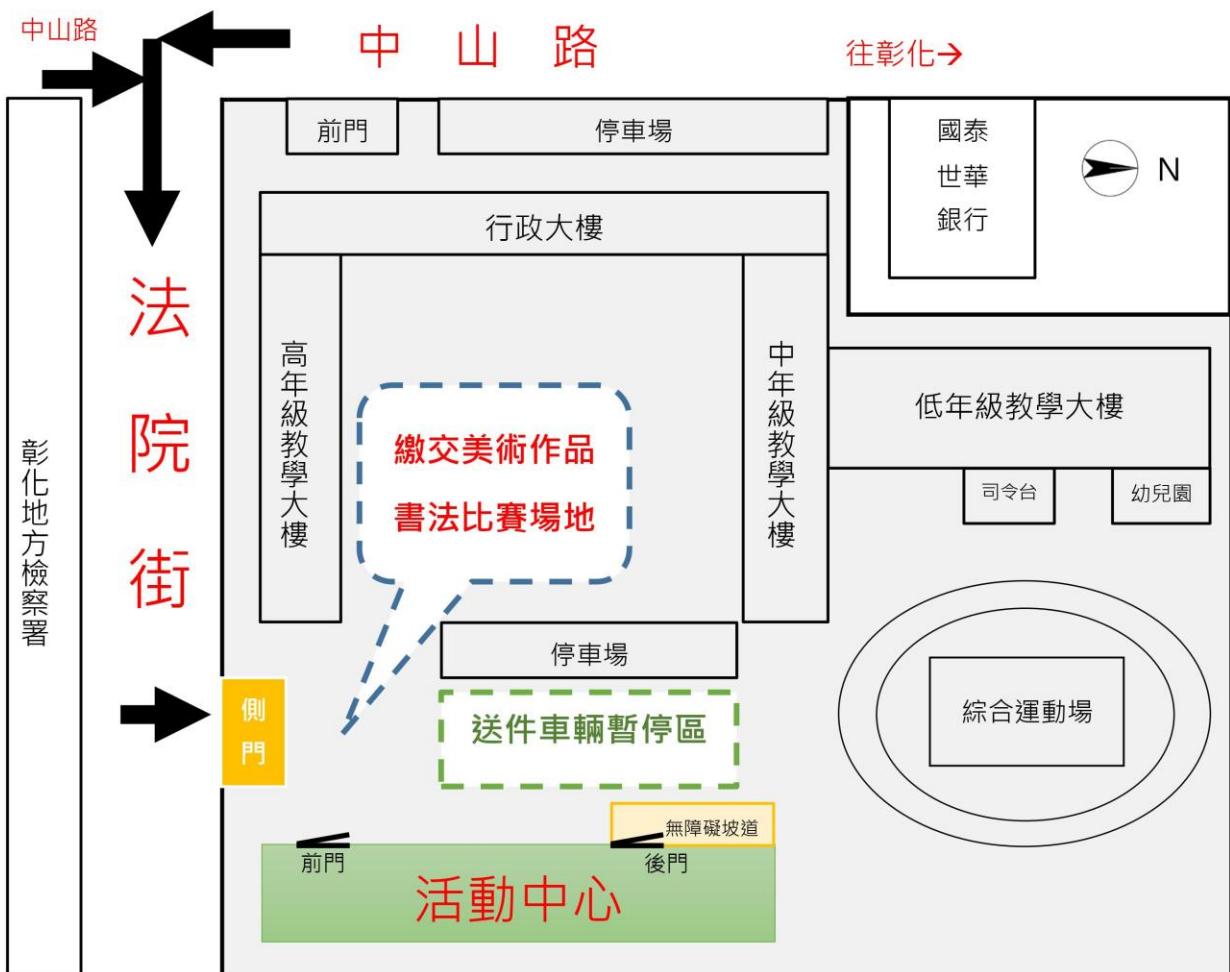 中山路
中山路
往彰化→
前門
停車場
國泰
世華
銀行
N
行政大樓
法院街
彰化地方檢察署
高年級教學大樓
中年級教學大樓
低年級教學大樓
繳交美術作品
書法比賽場地
司令台
幼兒園
停車場
側門
送件車輛暫停區
綜合運動場
無障礙坡道
前門
後門
活動中心